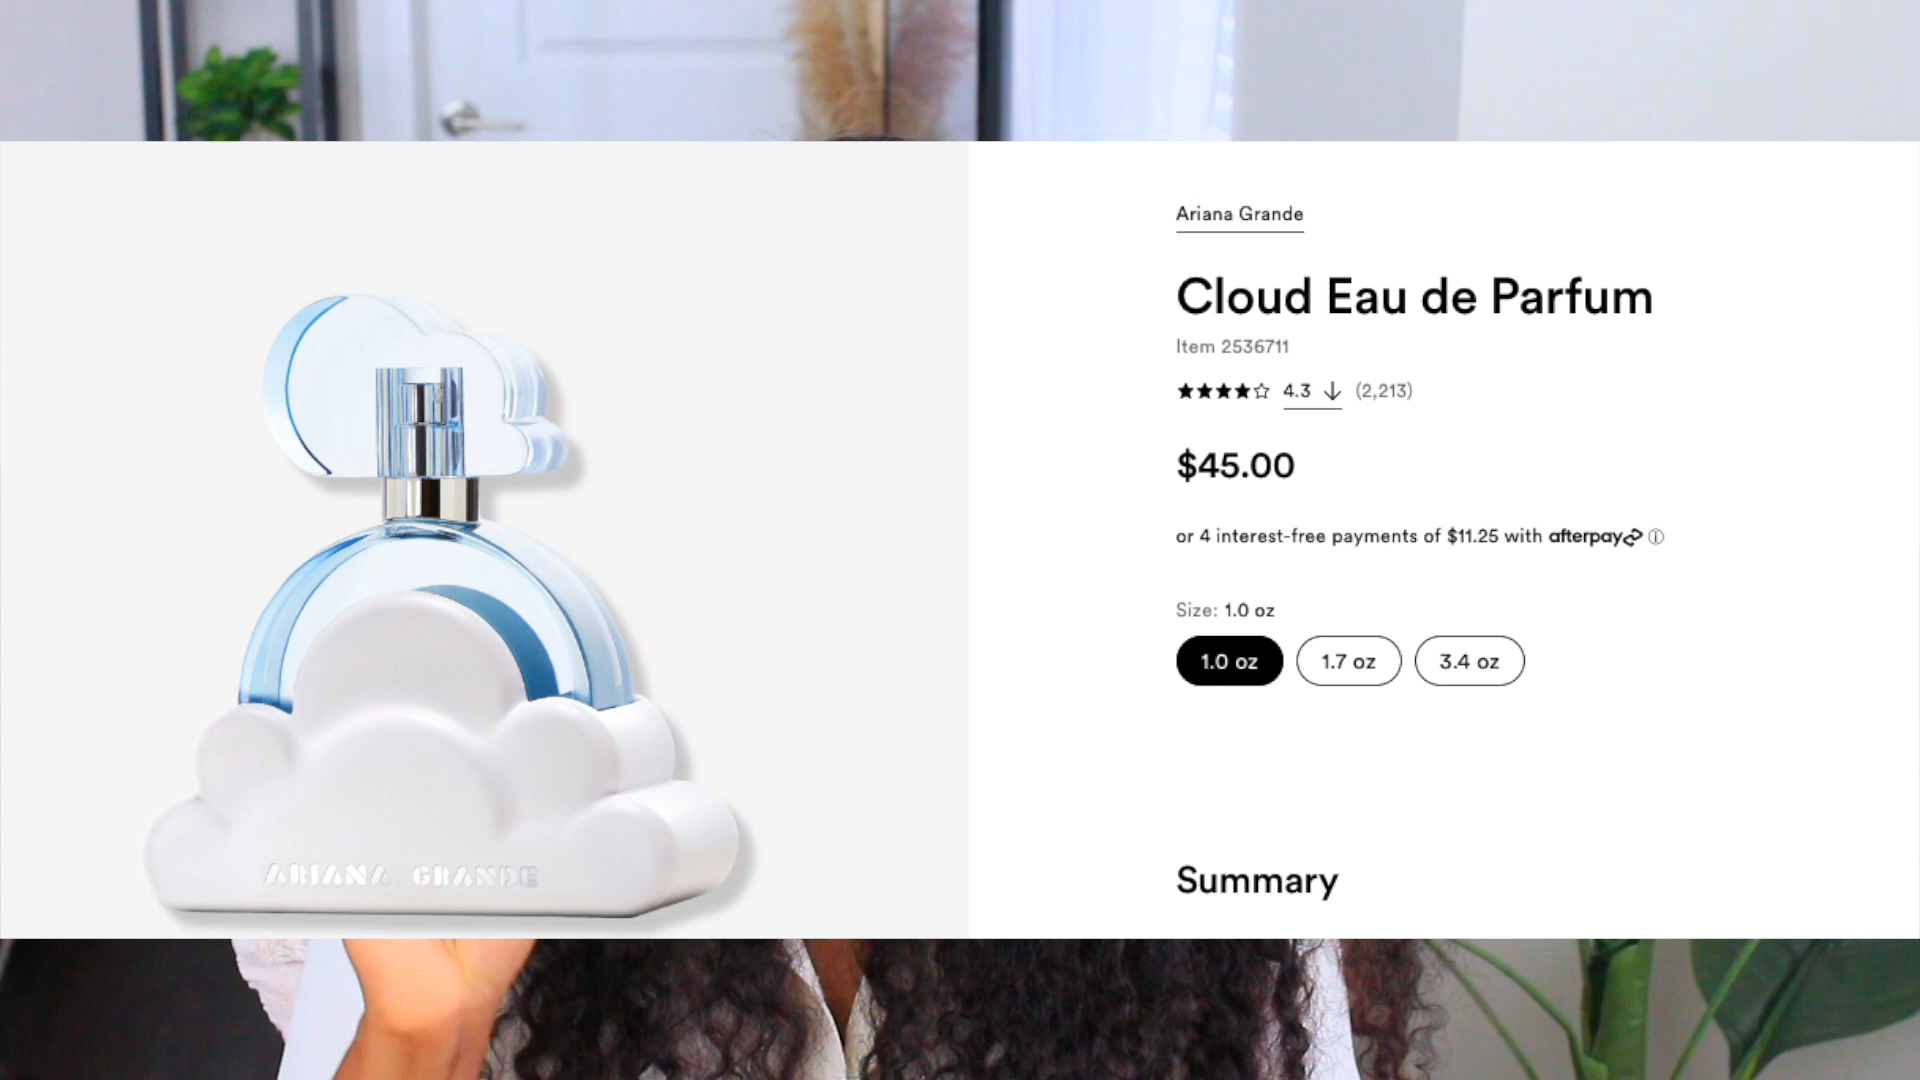 Ariana Grande
Cloud Eau de Parfum
Item 2536711
4.3 (2,213)
$45.00
or 4 interest-free payments of $11.25 with afterpay
Size: 1.0 oz
1.0 oz 1.7 oz 3.4 oz
Summary
ARIANA GRANDE